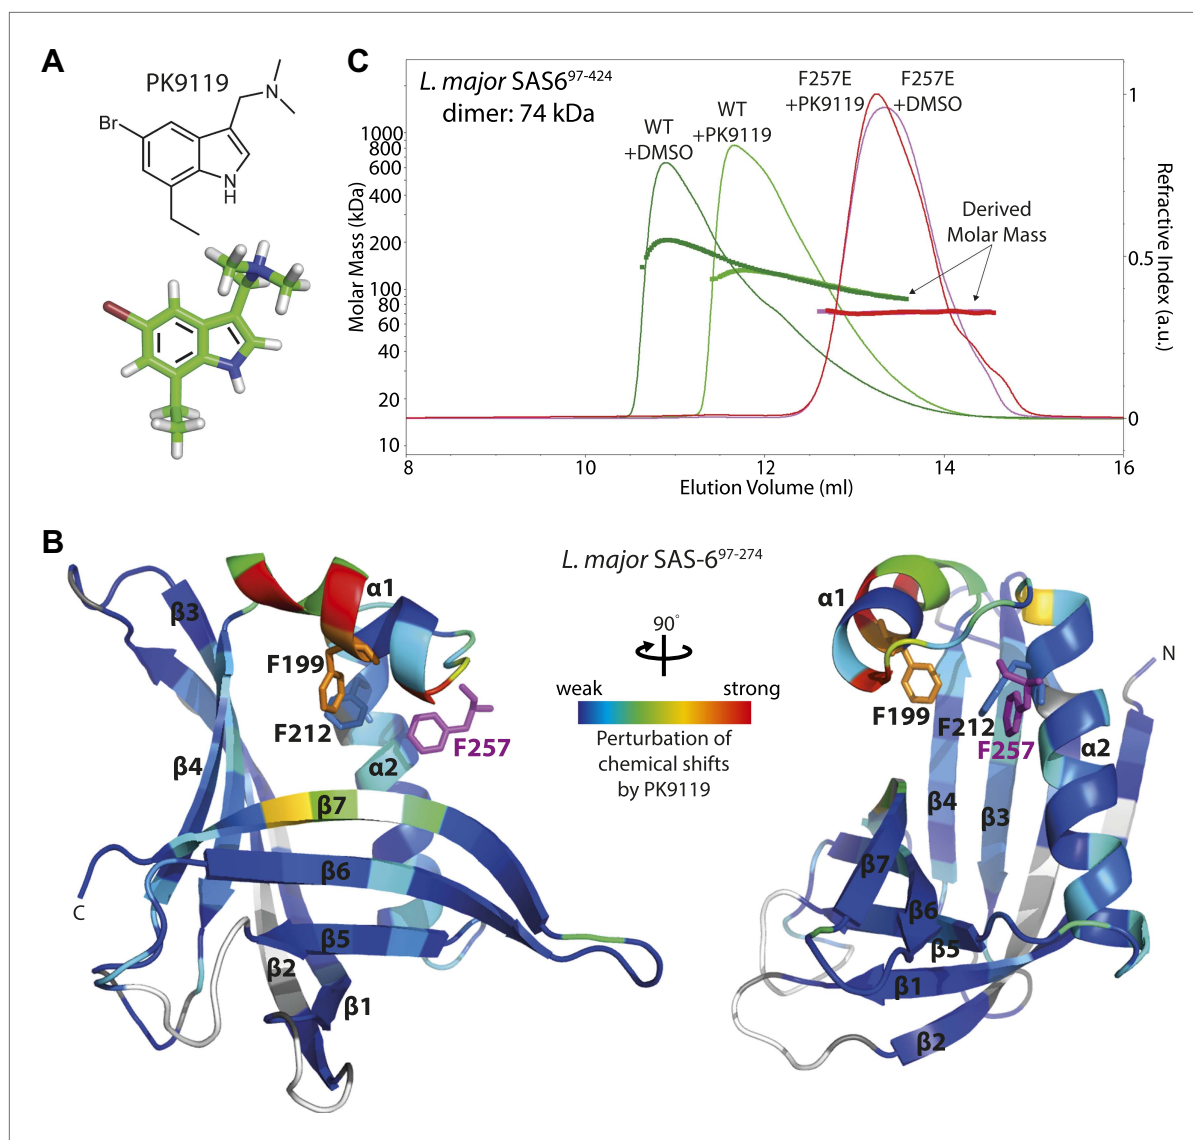 A
PK9119
Br
N
N
H
C
L. major SAS6⁹⁷⁻⁴²⁴
dimer: 74 kDa
WT
+DMSO
WT
+PK9119
F257E
+PK9119
F257E
+DMSO
Derived
Molar Mass
Molar Mass (kDa)
1000
800
600
400
200
100
80
60
40
20
10
Refractive Index (a.u.)
1
0.5
0
8
10
12
14
16
Elution Volume (ml)
B
L. major SAS-6⁹⁷⁻²⁷⁴
90°
weak
strong
Perturbation of
chemical shifts
by PK9119
β3
α1
F199
F212
F257
β4
α2
β7
β6
C
β5
β2
β1
α1
N
F199
F212
F257
α2
β4
β3
β7
β6
β5
β1
β2